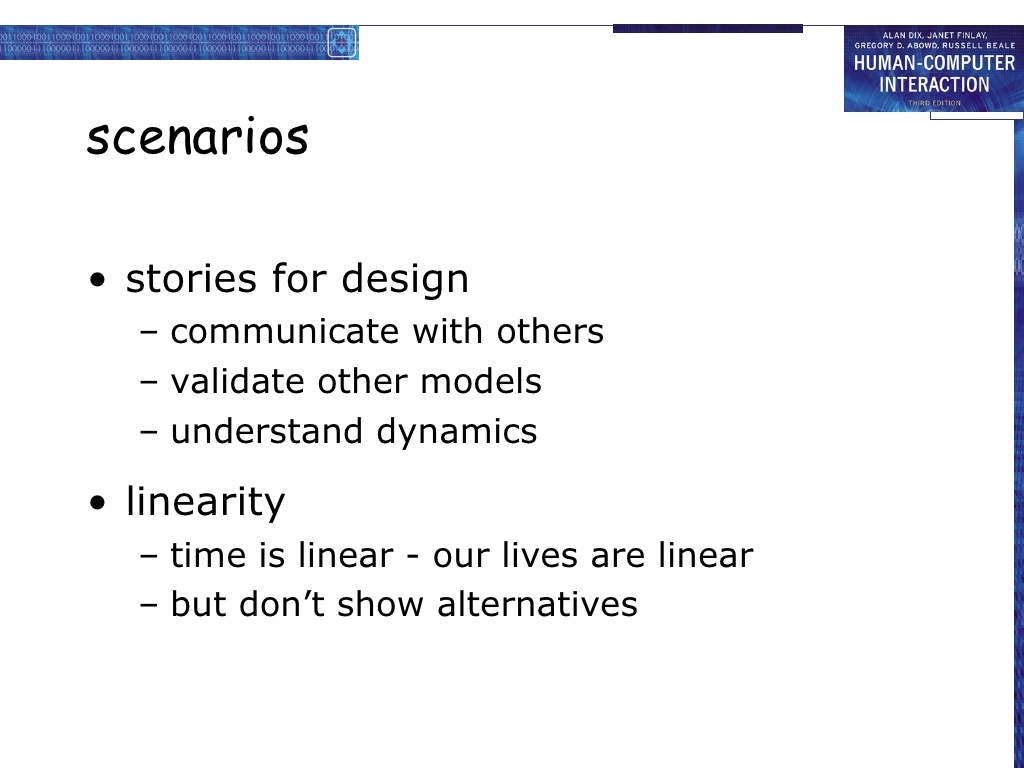 ALAN DIX, JANET FINLAY,
GREGORY D. ABOWD, RUSSELL BEALE
HUMAN-COMPUTER
INTERACTION
THIRD EDITION
scenarios
• stories for design
– communicate with others
– validate other models
– understand dynamics
• linearity
– time is linear - our lives are linear
– but don’t show alternatives